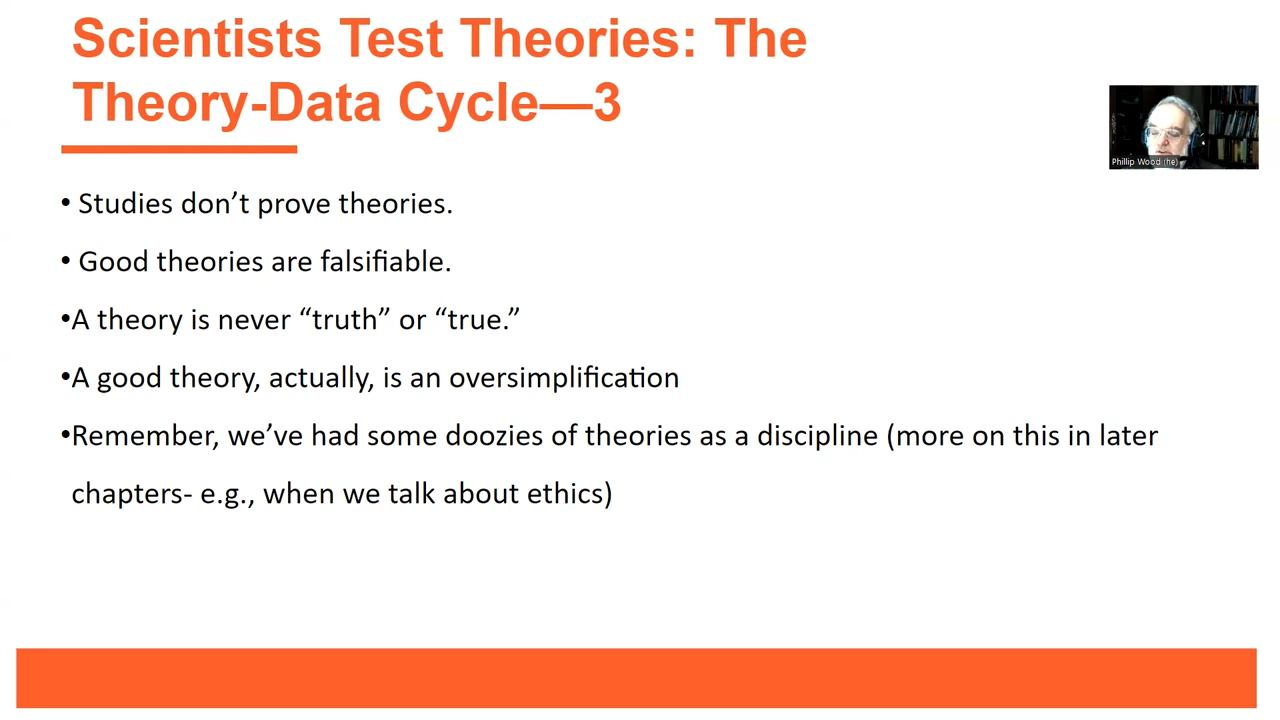 Scientists Test Theories: The
Theory-Data Cycle—3
• Studies don’t prove theories.
• Good theories are falsifiable.
•A theory is never “truth” or “true.”
•A good theory, actually, is an oversimplification
•Remember, we’ve had some doozies of theories as a discipline (more on this in later
chapters- e.g., when we talk about ethics)
Phillip Wood (he)